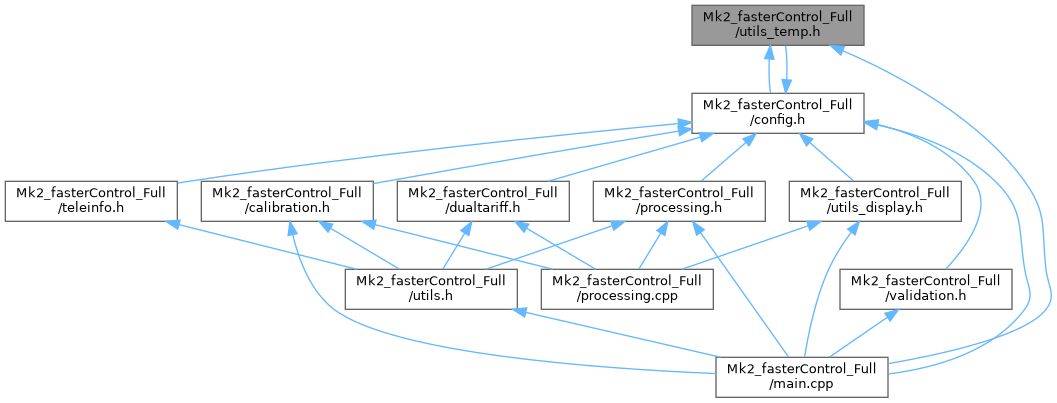 Mk2_fasterControl_Full
/utils_temp.h
Mk2_fasterControl_Full
/config.h
Mk2_fasterControl_Full
/teleinfo.h
Mk2_fasterControl_Full
/calibration.h
Mk2_fasterControl_Full
/dualtariff.h
Mk2_fasterControl_Full
/processing.h
Mk2_fasterControl_Full
/utils_display.h
Mk2_fasterControl_Full
/utils.h
Mk2_fasterControl_Full
/processing.cpp
Mk2_fasterControl_Full
/validation.h
Mk2_fasterControl_Full
/main.cpp